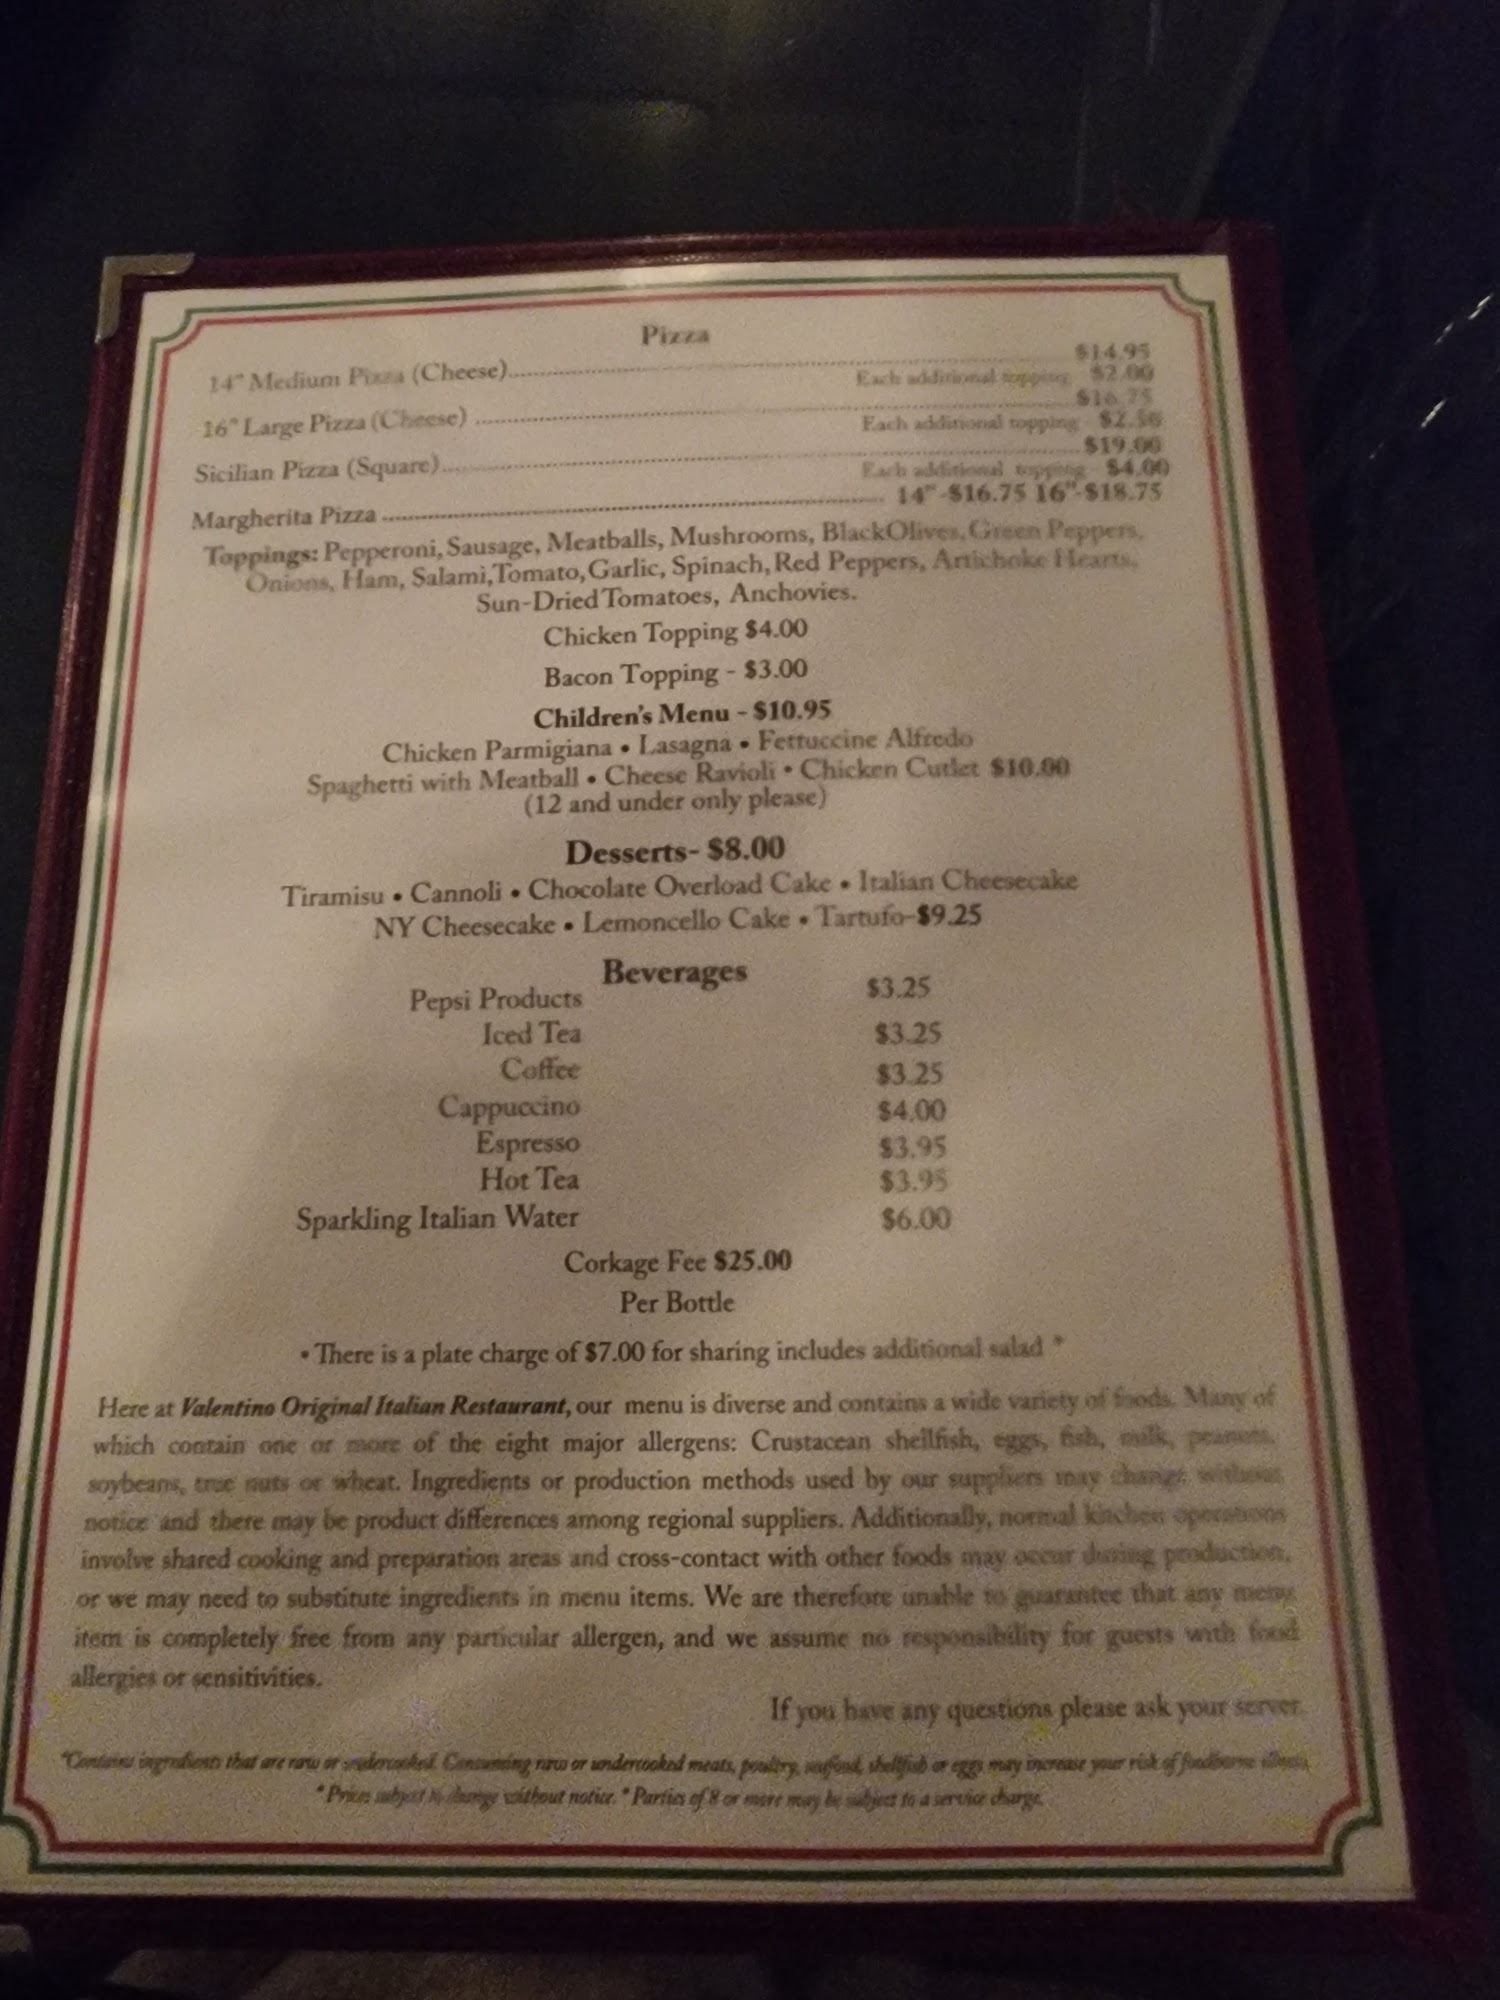 Pizza
14" Medium Pizza (Cheese)........ $14.95
Each additional topping $2.00
16" Large Pizza (Cheese) ........ $16.75
Each additional topping $2.50
Sicilian Pizza (Square)........ $19.00
Each additional topping $4.00
Margherita Pizza ........ 14"-$16.75 16"-$18.75
Toppings: Pepperoni, Sausage, Meatballs, Mushrooms, BlackOlives, Green Peppers,
Onions, Ham, Salami,Tomato, Garlic, Spinach, Red Peppers, Artichoke Hearts,
Sun-Dried Tomatoes, Anchovies.
Chicken Topping $4.00
Bacon Topping - $3.00
Children's Menu - $10.95
Chicken Parmigiana • Lasagna • Fettuccine Alfredo
Spaghetti with Meatball • Cheese Ravioli • Chicken Cutlet $10.00
(12 and under only please)
Desserts- $8.00
Tiramisu • Cannoli • Chocolate Overload Cake • Italian Cheesecake
NY Cheesecake • Lemoncello Cake • Tartufo-$9.25
Beverages
Pepsi Products $3.25
Iced Tea $3.25
Coffee $3.25
Cappuccino $4.00
Espresso $3.95
Hot Tea $3.95
Sparkling Italian Water $6.00
Corkage Fee $25.00
Per Bottle
• There is a plate charge of $7.00 for sharing includes additional salad *
Here at Valentino Original Italian Restaurant, our menu is diverse and contains a wide variety of foods. Many of
which contain one or more of the eight major allergens: Crustacean shellfish, eggs, fish, milk, peanuts,
soybeans, tree nuts or wheat. Ingredients or production methods used by our suppliers may change without
notice and there may be product differences among regional suppliers. Additionally, normal kitchen operations
involve shared cooking and preparation areas and cross-contact with other foods may occur during production,
or we may need to substitute ingredients in menu items. We are therefore unable to guarantee that any menu
item is completely free from any particular allergen, and we assume no responsibility for guests with food
allergies or sensitivities.
If you have any questions please ask your server.
*Contains ingredients that are raw or undercooked. Consuming raw or undercooked meats, poultry, seafood, shellfish or eggs may increase your risk of foodborne illness.
* Prices subject to change without notice. * Parties of 8 or more may be subject to a service charge.